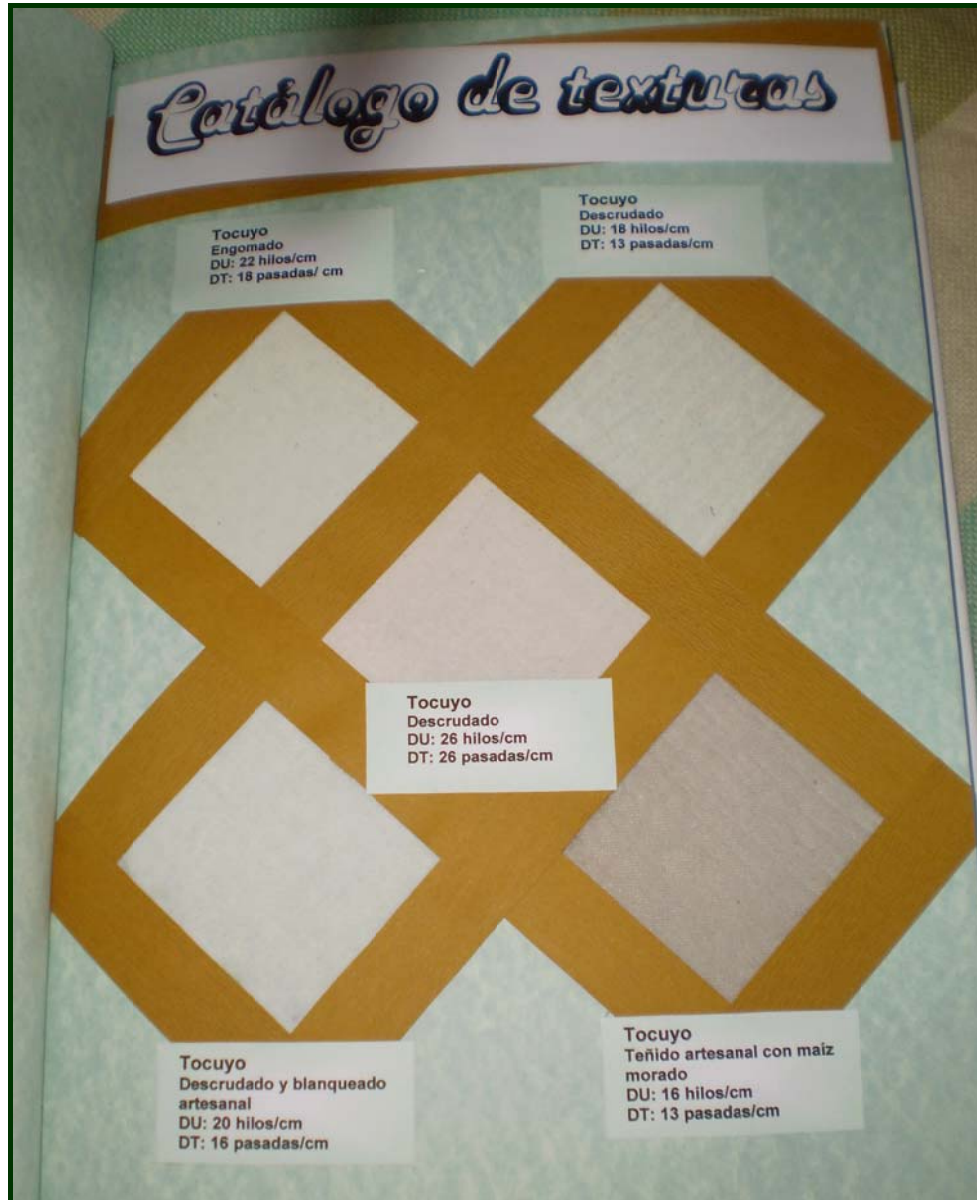 Catálogo de texturas
Tocuyo
Engomado
DU: 22 hilos/cm
DT: 18 pasadas/ cm
Tocuyo
Descrudado
DU: 18 hilos/cm
DT: 13 pasadas/cm
Tocuyo
Descrudado
DU: 26 hilos/cm
DT: 26 pasadas/cm
Tocuyo
Descrudado y blanqueado
artesanal
DU: 20 hilos/cm
DT: 16 pasadas/cm
Tocuyo
Teñido artesanal con maiz
morado
DU: 16 hilos/cm
DT: 13 pasadas/cm